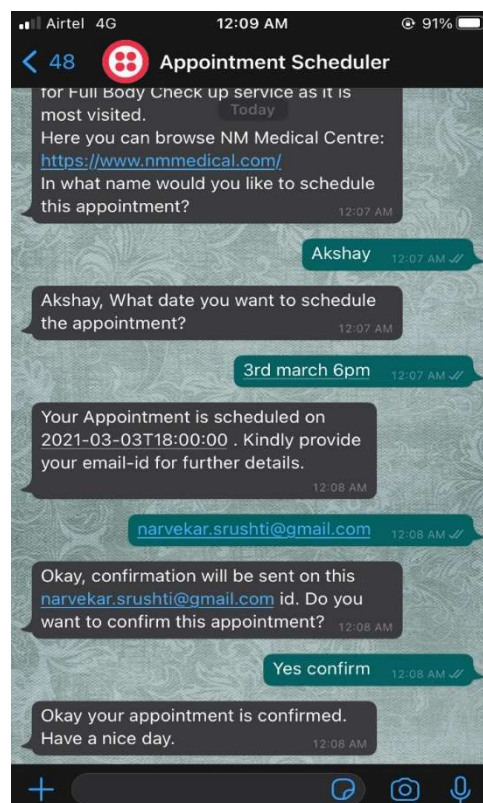 Airtel 4G 12:09 AM 91%
48 Appointment Scheduler
for Full Body Check up service as it is
most visited.
Today
Here you can browse NM Medical Centre:
https://www.nmmedical.com/
In what name would you like to schedule
this appointment? 12:07 AM
Akshay 12:07 AM
Akshay, What date you want to schedule
the appointment? 12:07 AM
3rd march 6pm 12:07 AM
Your Appointment is scheduled on
2021-03-03T18:00:00 . Kindly provide
your email-id for further details.
12:08 AM
narvekar.srushti@gmail.com 12:08 AM
Okay, confirmation will be sent on this
narvekar.srushti@gmail.com id. Do you
want to confirm this appointment? 12:08 AM
Yes confirm 12:08 AM
Okay your appointment is confirmed.
Have a nice day. 12:08 AM